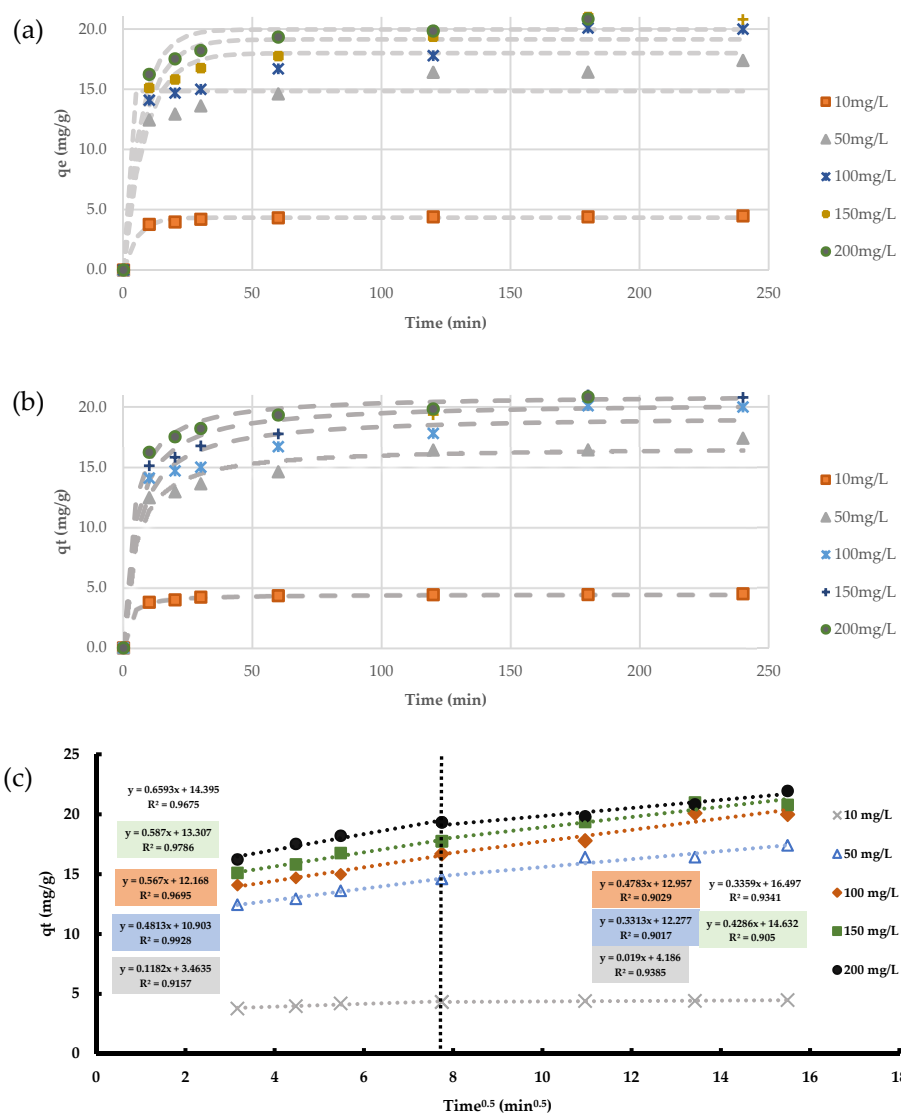 (a)
20.0
15.0
10.0
5.0
0.0
qe (mg/g)
0
50
100
150
200
250
Time (min)
10mg/L
50mg/L
100mg/L
150mg/L
200mg/L
(b)
20.0
15.0
10.0
5.0
0.0
qt (mg/g)
0
50
100
150
200
250
Time (min)
10mg/L
50mg/L
100mg/L
150mg/L
200mg/L
(c)
25
20
15
10
5
0
qt (mg/g)
y = 0.6593x + 14.395
R² = 0.9675
y = 0.587x + 13.307
R² = 0.9786
y = 0.567x + 12.168
R² = 0.9695
y = 0.4813x + 10.903
R² = 0.9928
y = 0.1182x + 3.4635
R² = 0.9157
y = 0.4783x + 12.957
R² = 0.9029
y = 0.3313x + 12.277
R² = 0.9017
y = 0.019x + 4.186
R² = 0.9385
y = 0.3359x + 16.497
R² = 0.9341
y = 0.4286x + 14.632
R² = 0.905
0
2
4
6
8
10
12
14
16
18
Time⁰·⁵ (min⁰·⁵)
10 mg/L
50 mg/L
100 mg/L
150 mg/L
200 mg/L